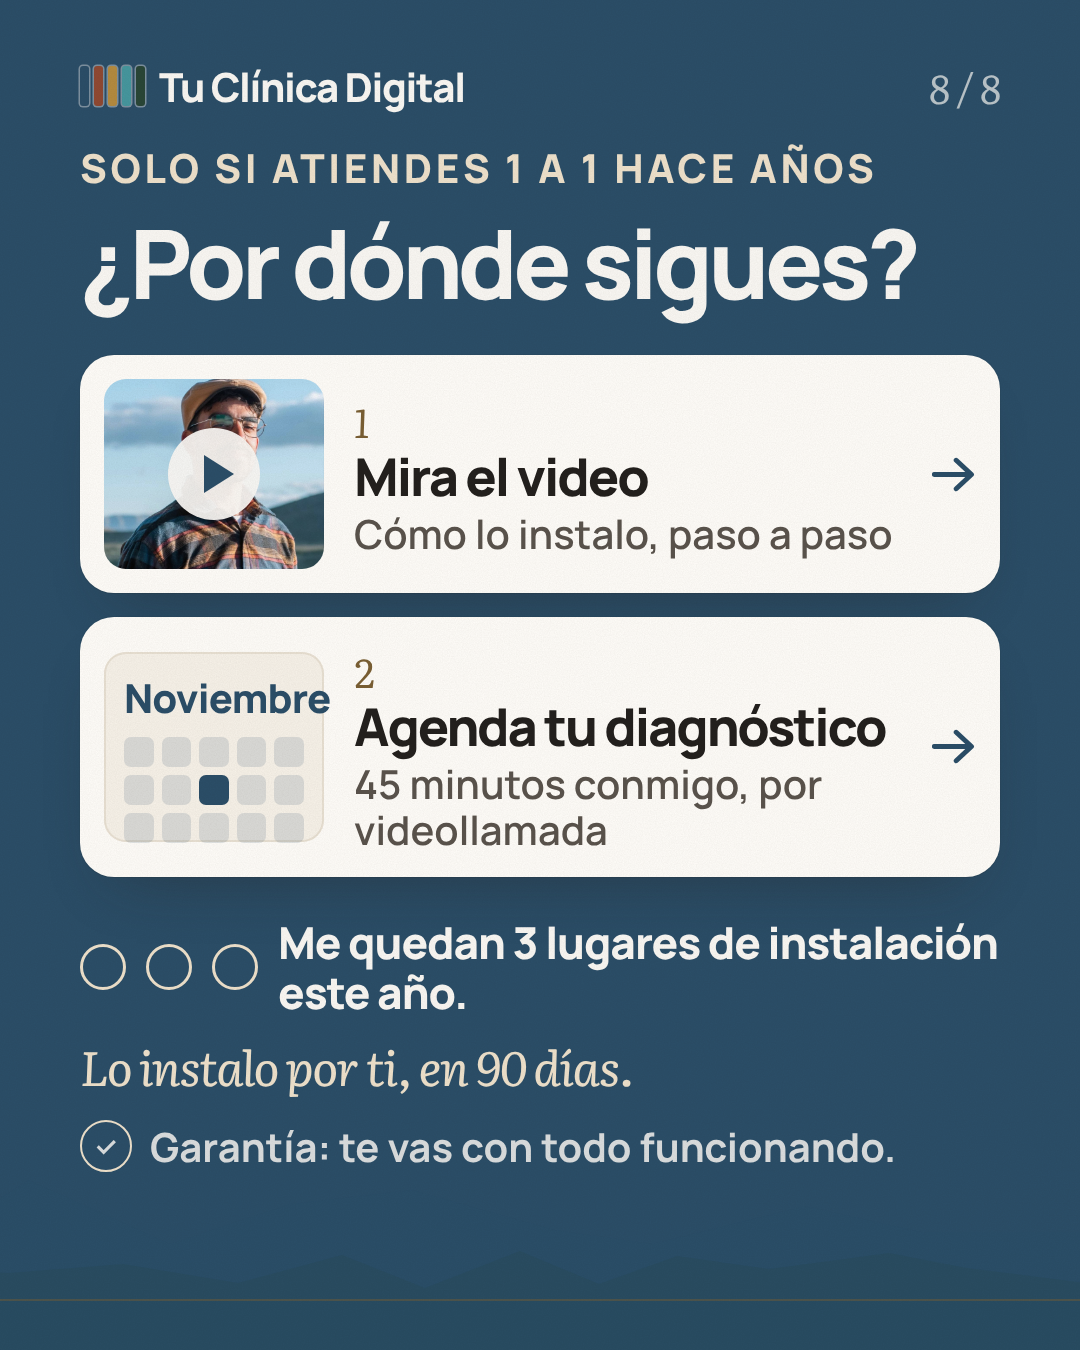 Tu Clínica Digital
8/8
SOLO SI ATIENDES 1 A 1 HACE AÑOS
¿Por dónde sigues?
1
Mira el video
Cómo lo instalo, paso a paso
Noviembre
2
Agenda tu diagnóstico
45 minutos conmigo, por
videollamada
Me quedan 3 lugares de instalación
este año.
Lo instalo por ti, en 90 días.
Garantía: te vas con todo funcionando.